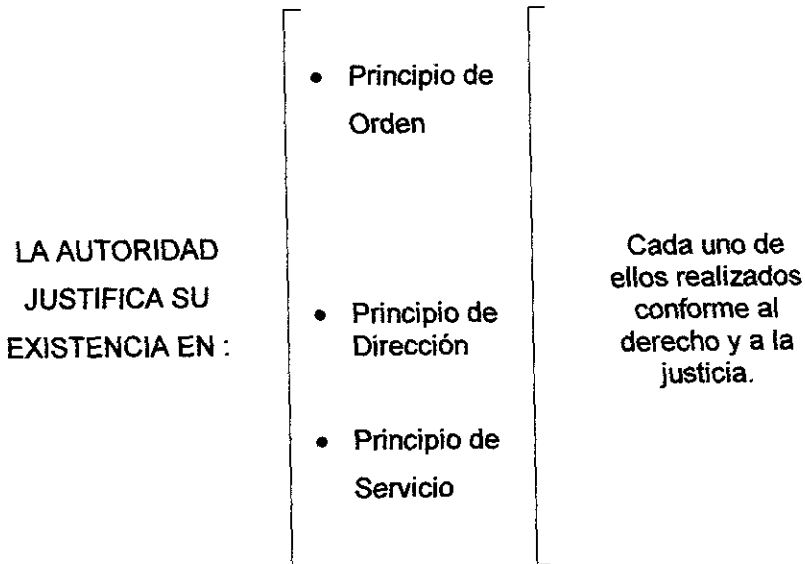 LA AUTORIDAD
JUSTIFICA SU
EXISTENCIA EN :
• Principio de
Orden
• Principio de
Dirección
• Principio de
Servicio
Cada uno de
ellos realizados
conforme al
derecho y a la
justicia.